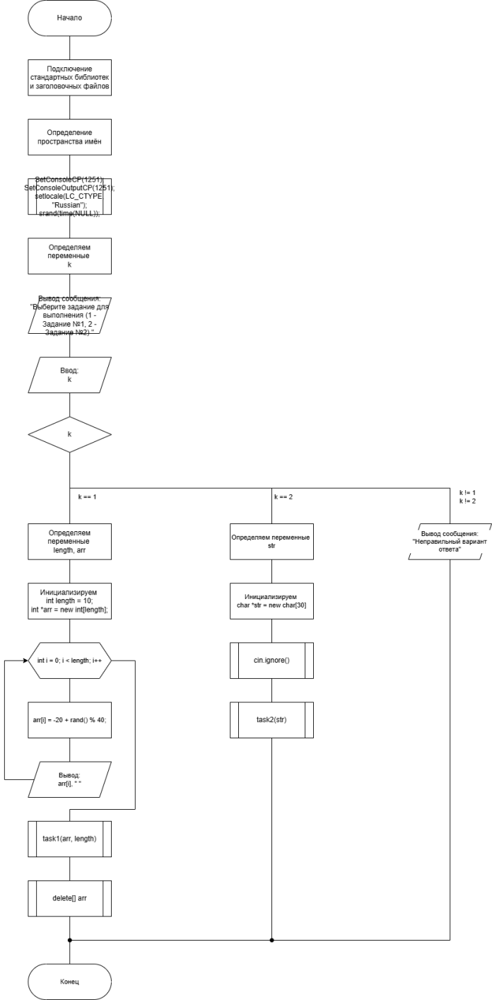 Начало
Подключение
стандартных библиотек
и заголовочных файлов
Определение
пространства имён
SetConsoleCP(1251);
SetConsoleOutputCP(1251);
setlocale(LC_CTYPE,
"Russian");
srand(time(NULL));
Определяем
переменные
k
Вывод сообщения:
"Выберите задание для
выполнения (1 -
Задание №1, 2 -
Задание №2) "
Ввод:
k
k
k == 1
k == 2
k != 1
k != 2
Определяем
переменные
length, arr
Инициализируем
int length = 10;
int *arr = new int[length];
int i = 0; i < length; i++
arr[i] = -20 + rand() % 40;
Вывод:
arr[i], " "
task1(arr, length)
delete[] arr
Определяем переменные
str
Инициализируем
char *str = new char[30]
cin.ignore()
task2(str)
Вывод сообщения:
"Неправильный вариант
ответа"
Конец